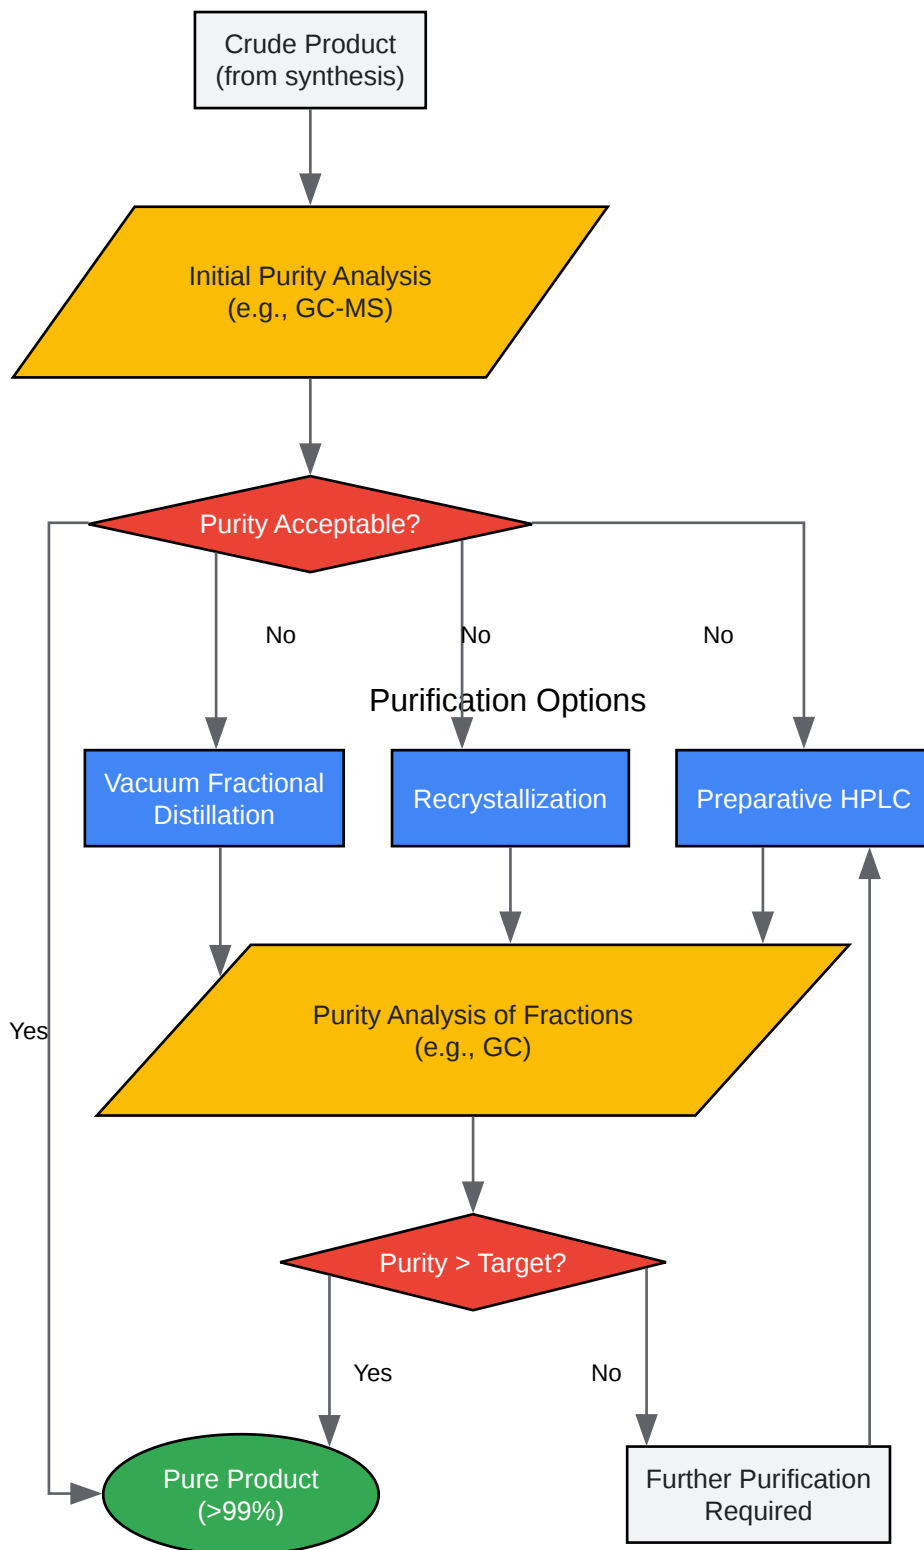 Crude Product
(from synthesis)
Initial Purity Analysis
(e.g., GC-MS)
Purity Acceptable?
No
No
No
Purification Options
Vacuum Fractional
Distillation
Recrystallization
Preparative HPLC
Purity Analysis of Fractions
(e.g., GC)
Yes
Purity > Target?
Yes
No
Pure Product
(>99%)
Further Purification
Required